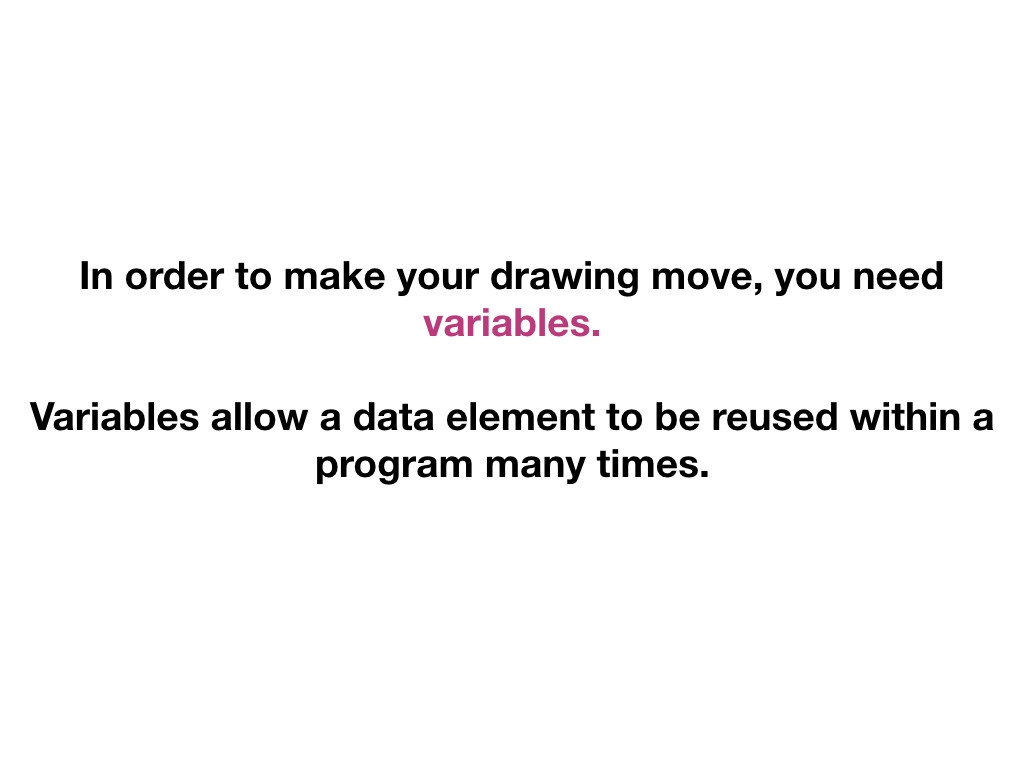 In order to make your drawing move, you need
variables.
Variables allow a data element to be reused within a
program many times.